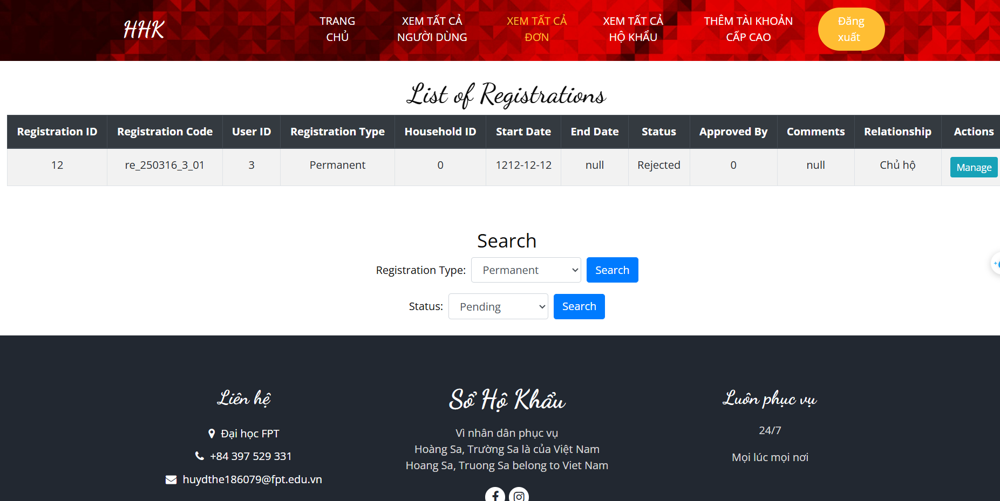 HHK
TRANG
CHỦ
XEM TẤT CẢ
NGƯỜI DÙNG
XEM TẤT CẢ
ĐƠN
XEM TẤT CẢ
HỘ KHẨU
THÊM TÀI KHOẢN
CẤP CAO
Đăng
xuất
List of Registrations
Registration ID Registration Code User ID Registration Type Household ID Start Date End Date Status Approved By Comments Relationship Actions
12 re_250316_3_01 3 Permanent 0 1212-12-12 null Rejected 0 null Chủ hộ Manage
Search
Registration Type: Permanent Search
Status: Pending Search
Liên hệ
Đại học FPT
+84 397 529 331
huydthe186079@fpt.edu.vn
Sổ Hộ Khẩu
Vì nhân dân phục vụ
Hoàng Sa, Trường Sa là của Việt Nam
Hoang Sa, Truong Sa belong to Viet Nam
Luôn phục vụ
24/7
Mọi lúc mọi nơi